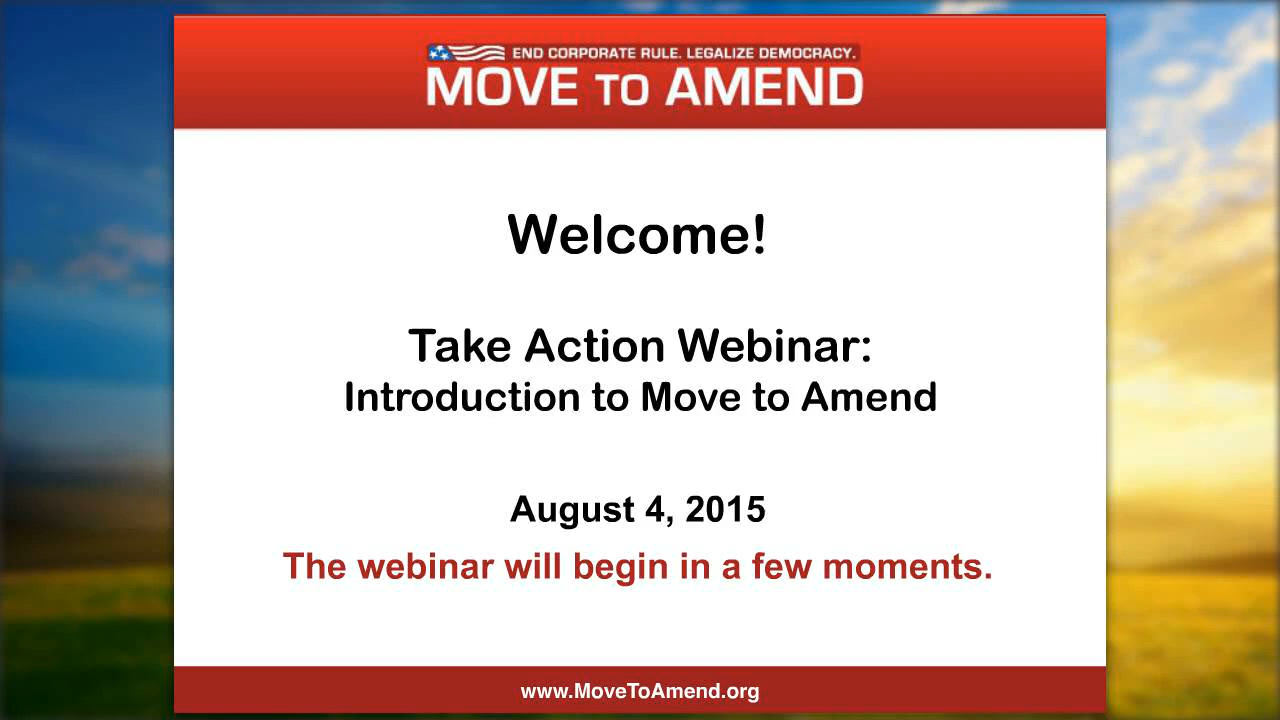 END CORPORATE RULE. LEGALIZE DEMOCRACY.
MOVE TO AMEND
Welcome!
Take Action Webinar:
Introduction to Move to Amend
August 4, 2015
The webinar will begin in a few moments.
www.MoveToAmend.org